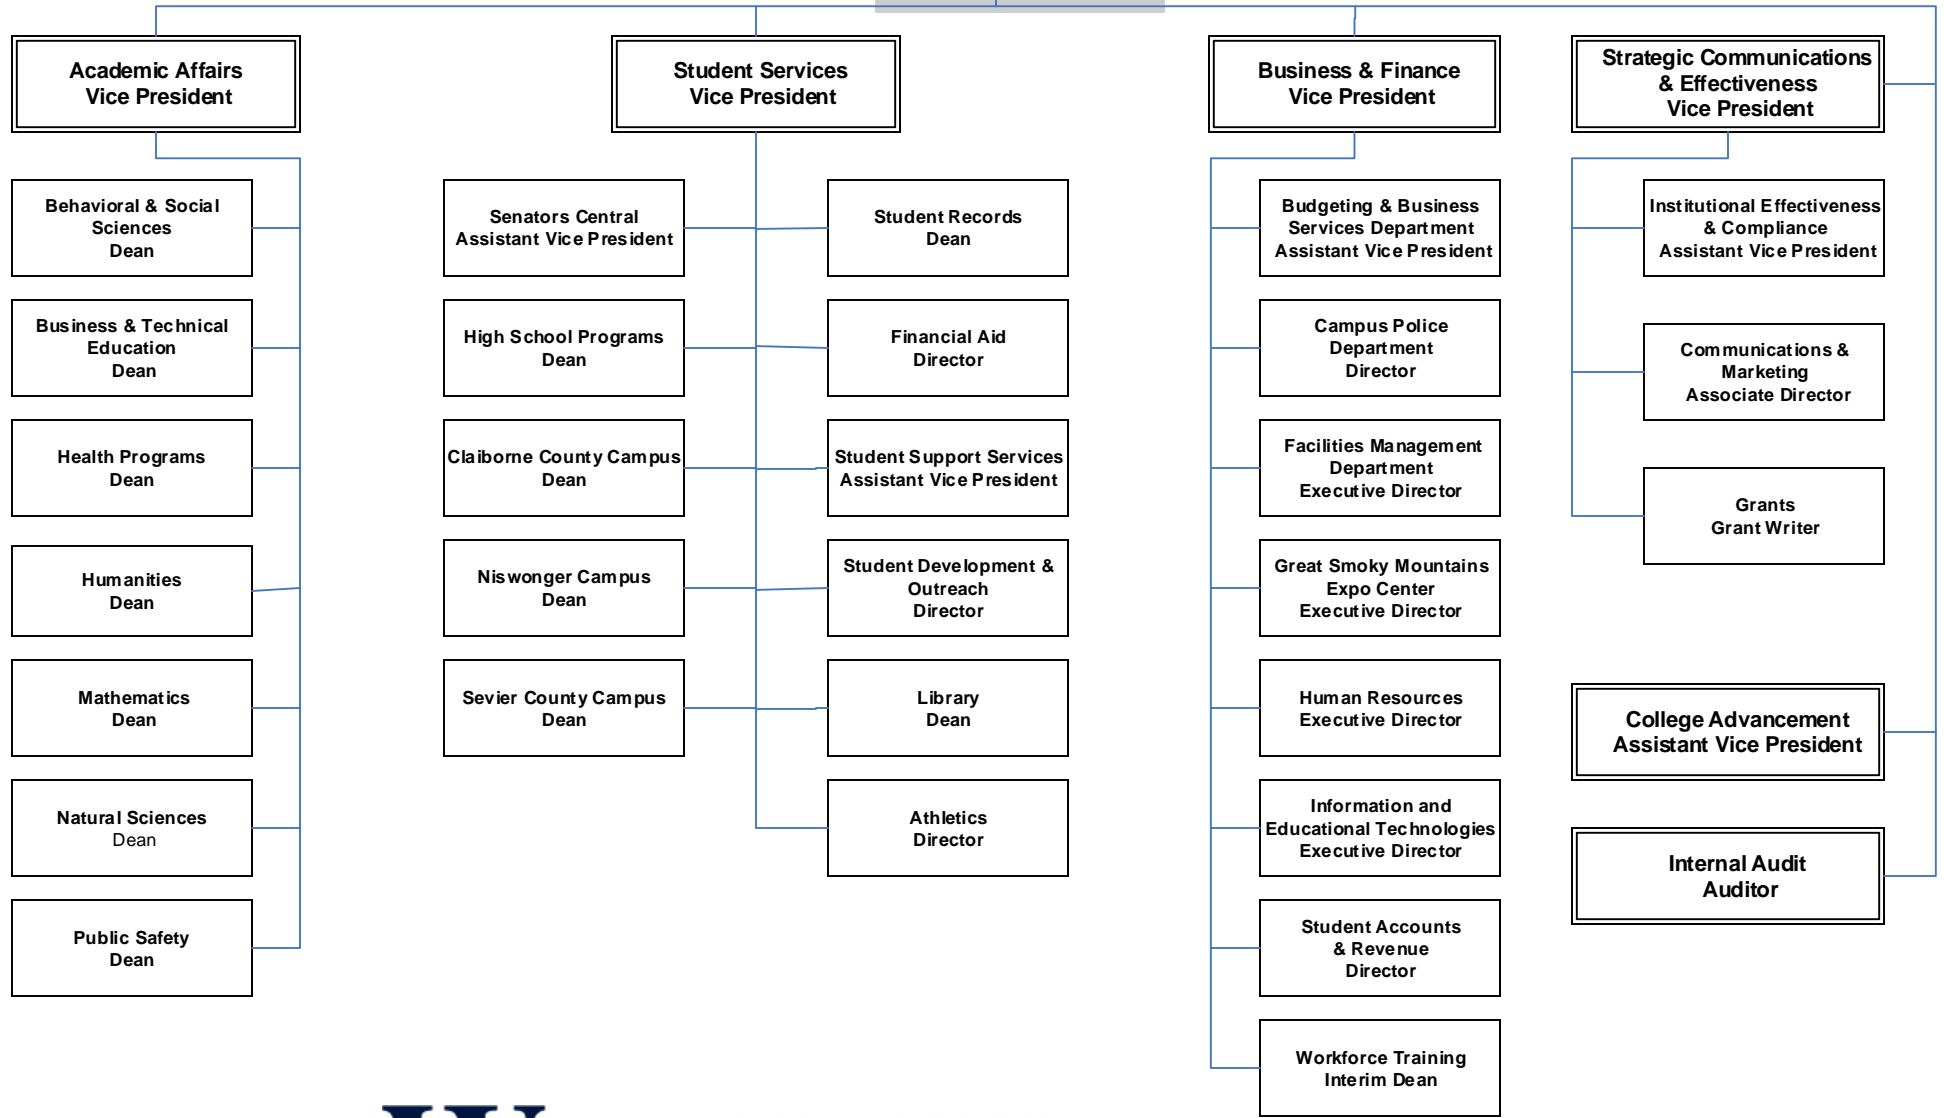 Academic Affairs
Vice President
Behavioral & Social
Sciences
Dean
Business & Technical
Education
Dean
Health Programs
Dean
Humanities
Dean
Mathematics
Dean
Natural Sciences
Dean
Public Safety
Dean
Student Services
Vice President
Senators Central
Assistant Vice President
High School Programs
Dean
Claiborne County Campus
Dean
Niswonger Campus
Dean
Sevier County Campus
Dean
Student Records
Dean
Financial Aid
Director
Student Support Services
Assistant Vice President
Student Development &
Outreach
Director
Library
Dean
Athletics
Director
Business & Finance
Vice President
Budgeting & Business
Services Department
Assistant Vice President
Campus Police
Department
Director
Facilities Management
Department
Executive Director
Great Smoky Mountains
Expo Center
Executive Director
Human Resources
Executive Director
Information and
Educational Technologies
Executive Director
Student Accounts
& Revenue
Director
Workforce Training
Interim Dean
Strategic Communications
& Effectiveness
Vice President
Institutional Effectiveness
& Compliance
Assistant Vice President
Communications &
Marketing
Associate Director
Grants
Grant Writer
College Advancement
Assistant Vice President
Internal Audit
Auditor